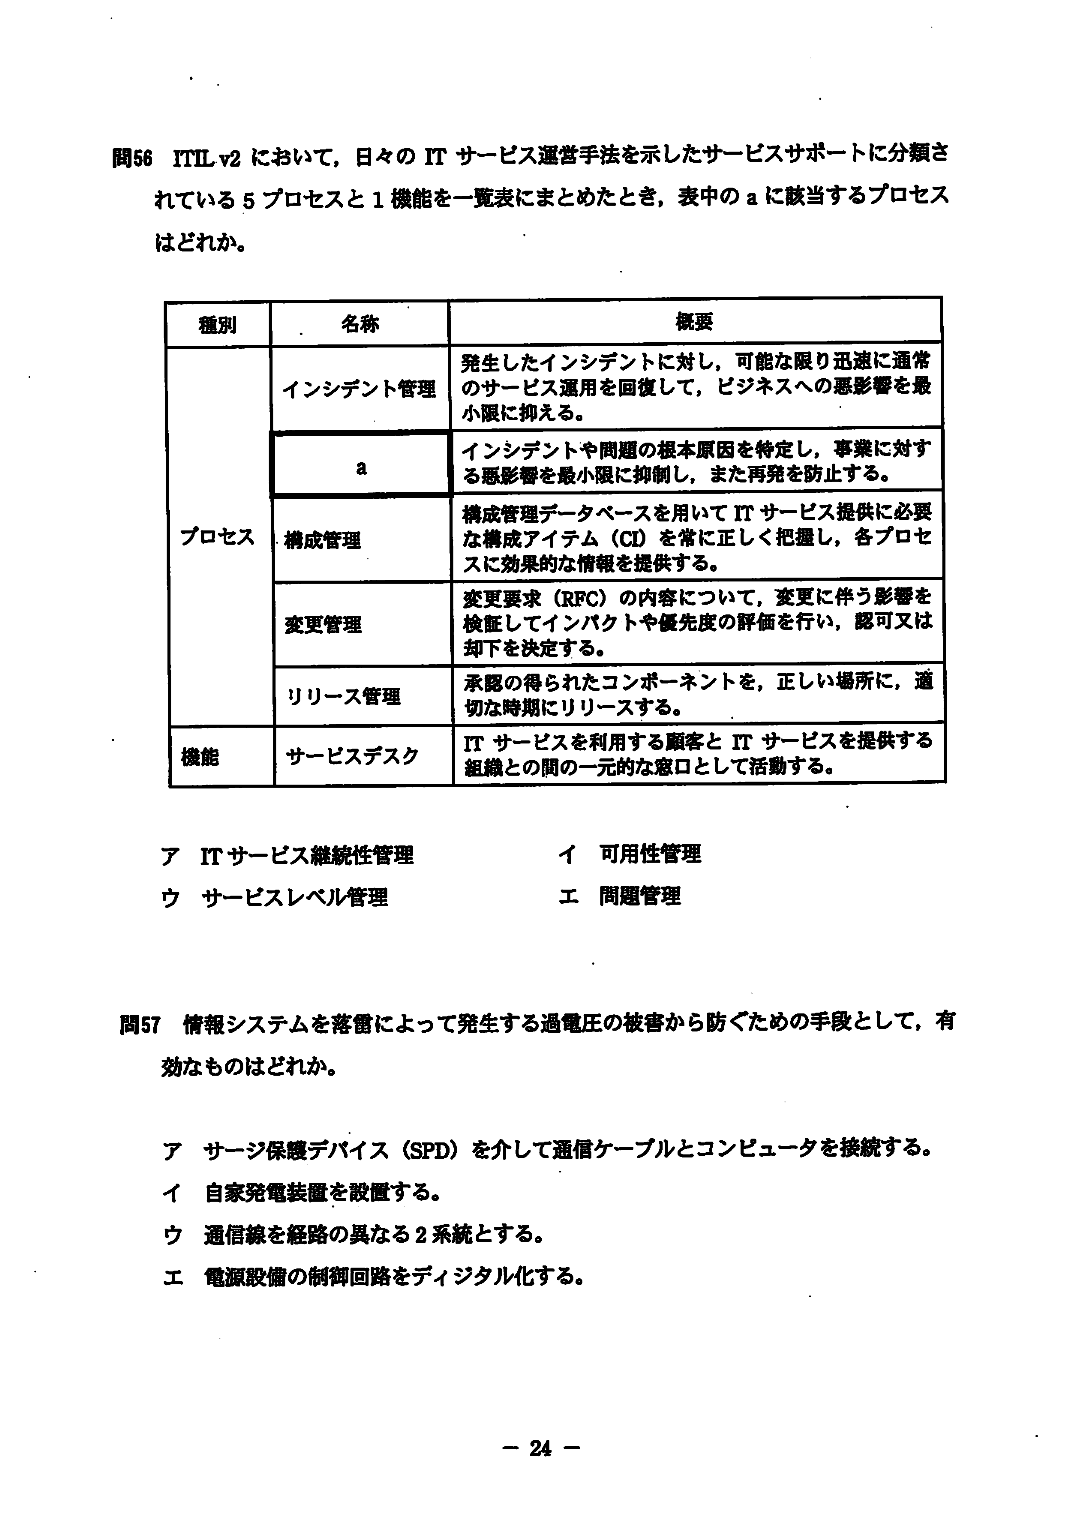 問56 ITIL v2 において，日々の IT サービス運営手法を示したサービスサポートに分類さ
れている 5 プロセスと 1 機能を一覧表にまとめたとき，表中の a に該当するプロセス
はどれか。
種別 名称 概要
プロセス
インシデント管理
発生したインシデントに対し，可能な限り迅速に通常
のサービス運用を回復して，ビジネスへの悪影響を最
小限に抑える。
a
インシデントや問題の根本原因を特定し，事業に対す
る悪影響を最小限に抑制し，また再発を防止する。
構成管理
構成管理データベースを用いて IT サービス提供に必要
な構成アイテム（CI）を常に正しく把握し，各プロセ
スに効果的な情報を提供する。
変更管理
変更要求（RFC）の内容について，変更に伴う影響を
検証してインパクトや優先度の評価を行い，認可又は
却下を決定する。
リリース管理
承認の得られたコンポーネントを，正しい場所に，適
切な時期にリリースする。
機能
サービスデスク
IT サービスを利用する顧客と IT サービスを提供する
組織との間の一元的な窓口として活動する。
ア IT サービス継続性管理 イ 可用性管理
ウ サービスレベル管理 エ 問題管理
問57 情報システムを落雷によって発生する過電圧の被害から防ぐための手段として，有
効なものはどれか。
ア サージ保護デバイス（SPD）を介して通信ケーブルとコンピュータを接続する。
イ 自家発電装置を設置する。
ウ 通信線を経路の異なる 2 系統とする。
エ 電源設備の制御回路をディジタル化する。
－ 24 －